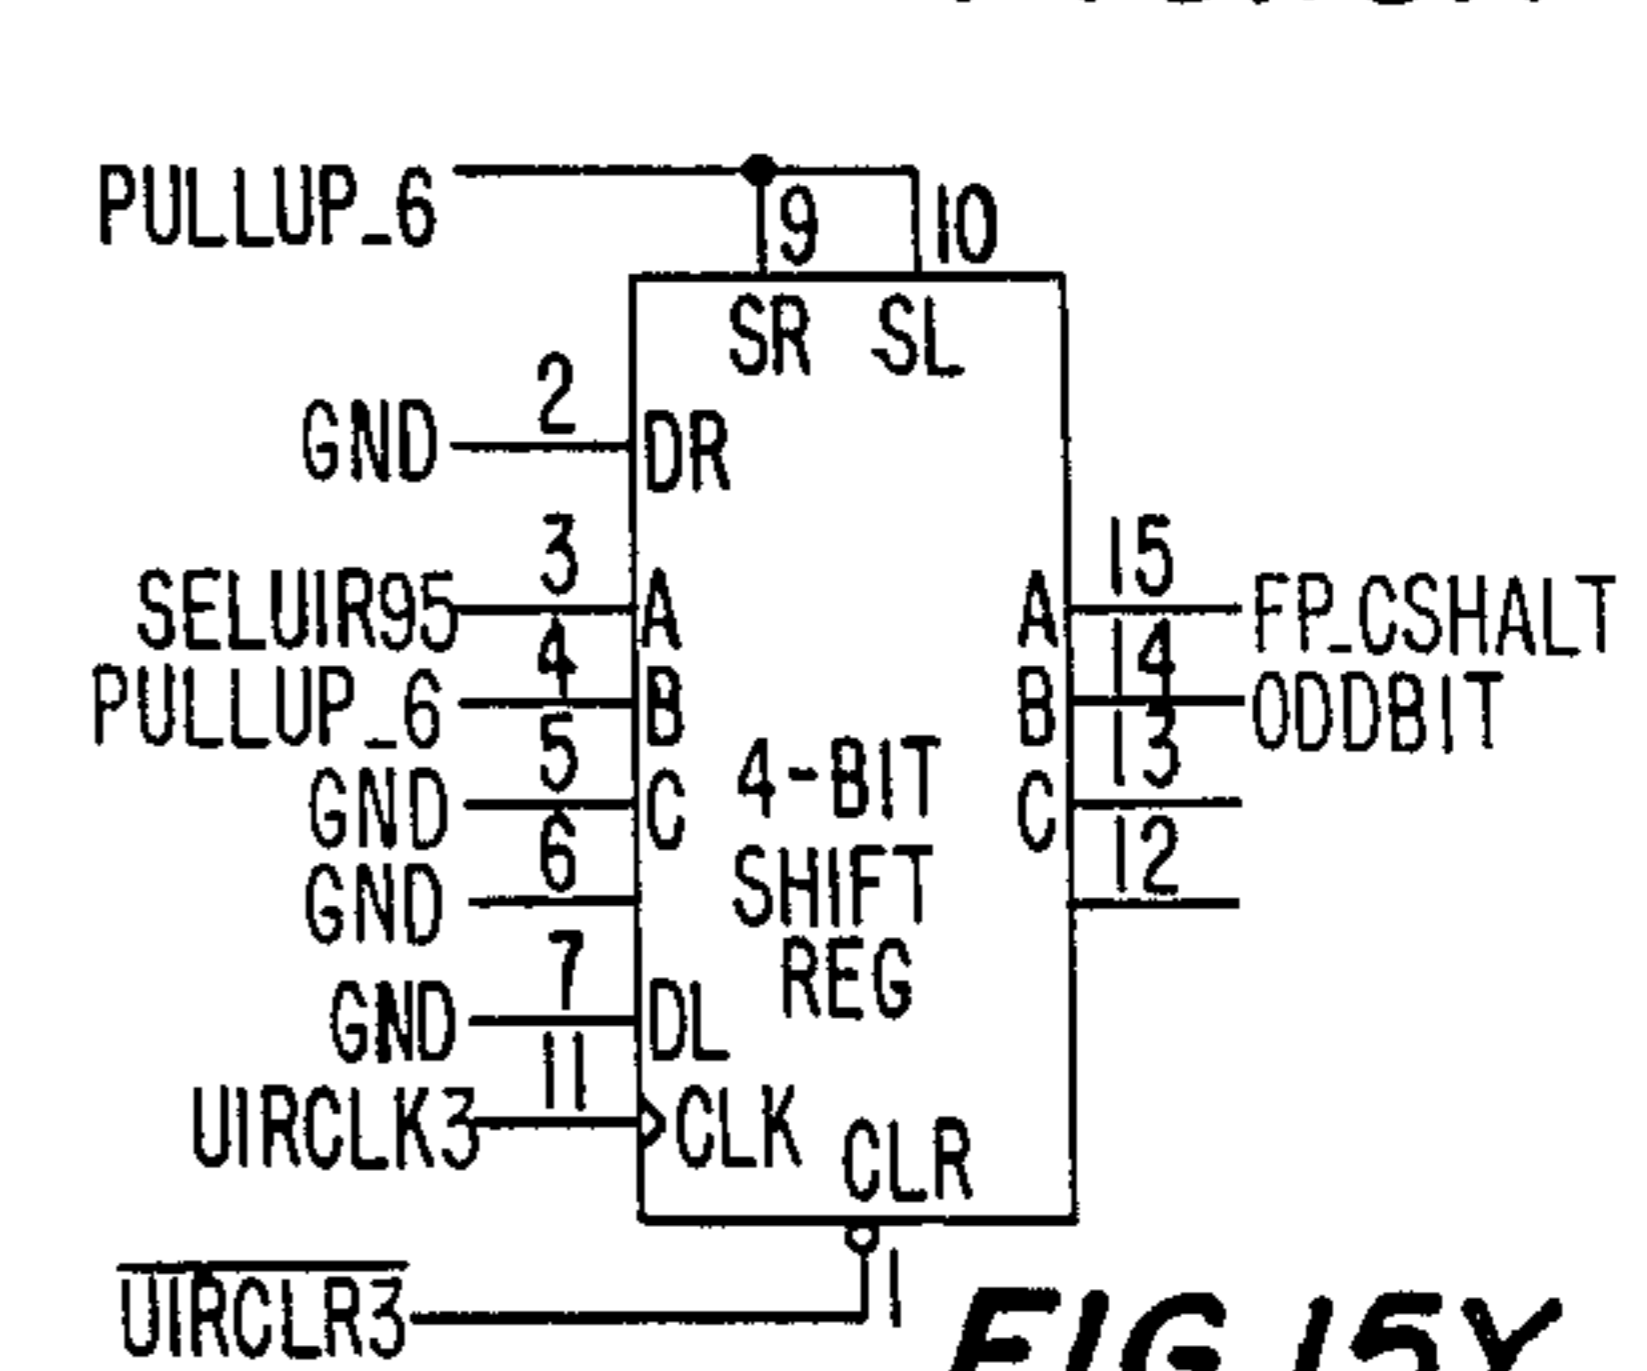 PULLUP_6
9 10
SR SL
2
GND DR
3 15
SELUIR95 A A FP_CSHALT
4 14
PULLUP_6 B B ODDBIT
5 13
GND C 4-BIT C
6 12
GND SHIFT
7 REG
GND DL
11
UIRCLK3 CLK CLR
UIRCLR3 1
FIG. 15Y